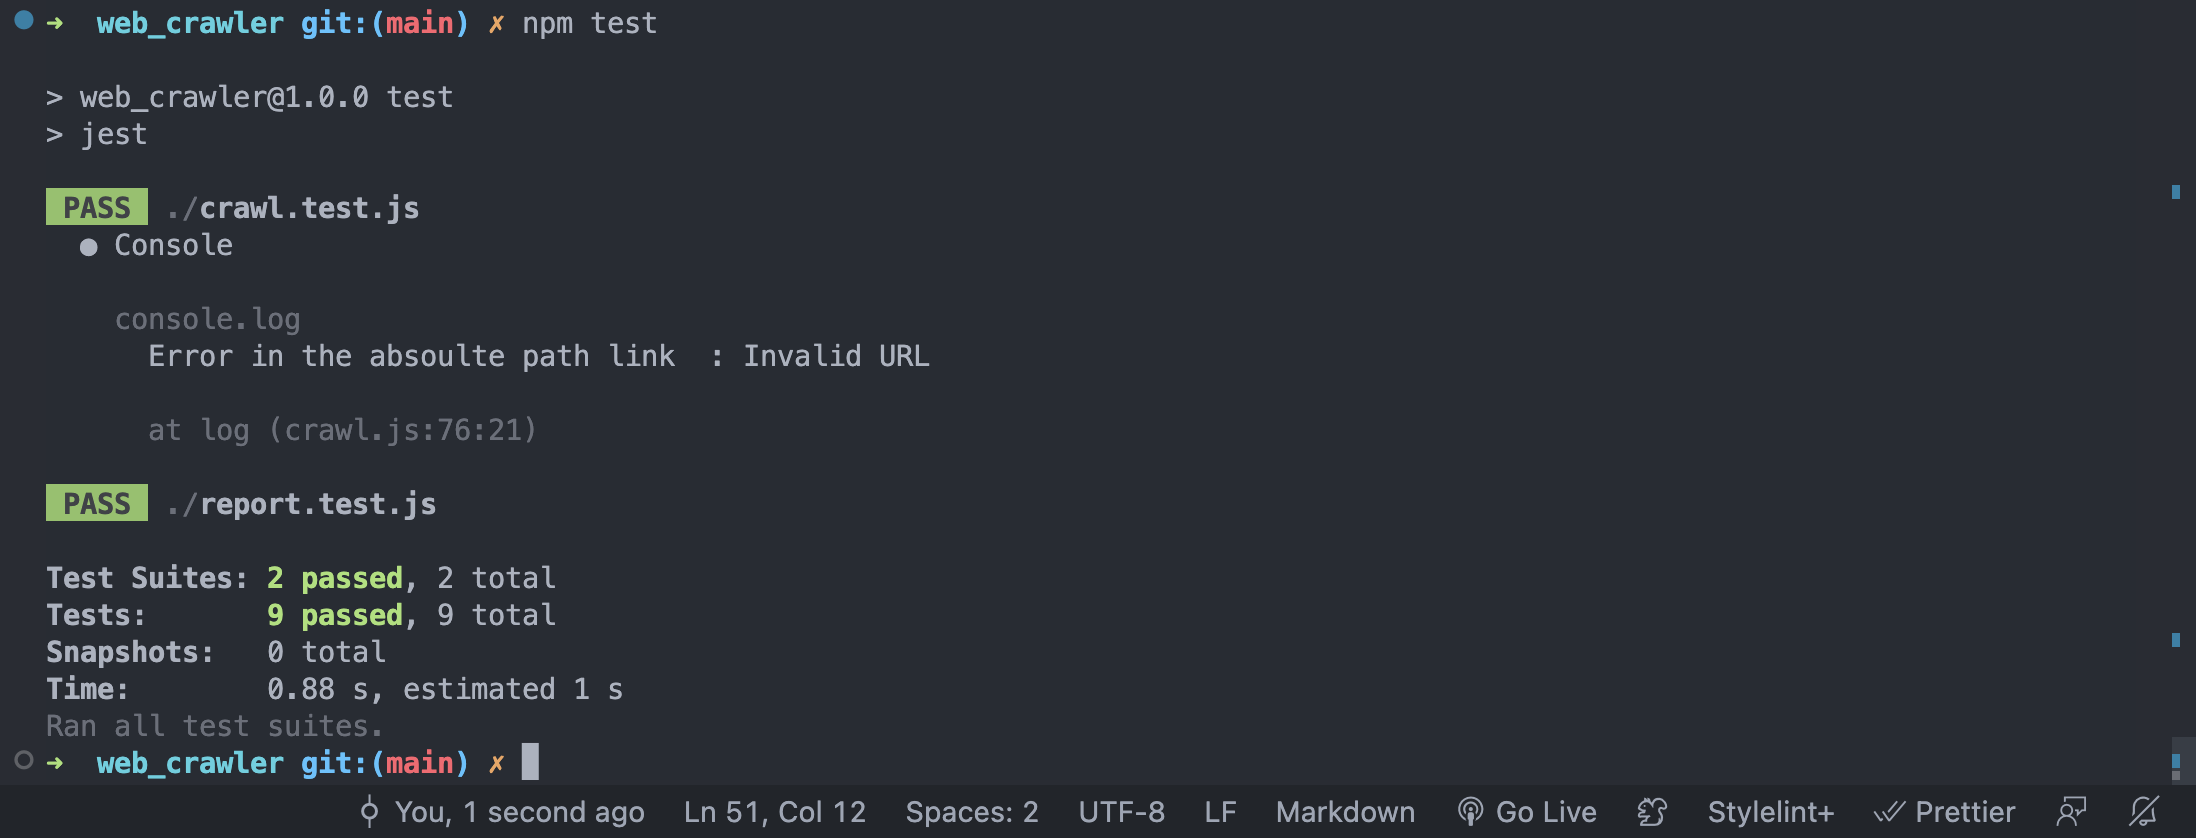 ➜ web_crawler git:(main) ✗ npm test
> web_crawler@1.0.0 test
> jest
PASS ./crawl.test.js
● Console
console.log
Error in the absoulte path link  : Invalid URL
at log (crawl.js:76:21)
PASS ./report.test.js
Test Suites: 2 passed, 2 total
Tests: 9 passed, 9 total
Snapshots: 0 total
Time: 0.88 s, estimated 1 s
Ran all test suites.
➜ web_crawler git:(main) ✗
You, 1 second ago Ln 51, Col 12 Spaces: 2 UTF-8 LF Markdown Go Live Stylelint+ Prettier